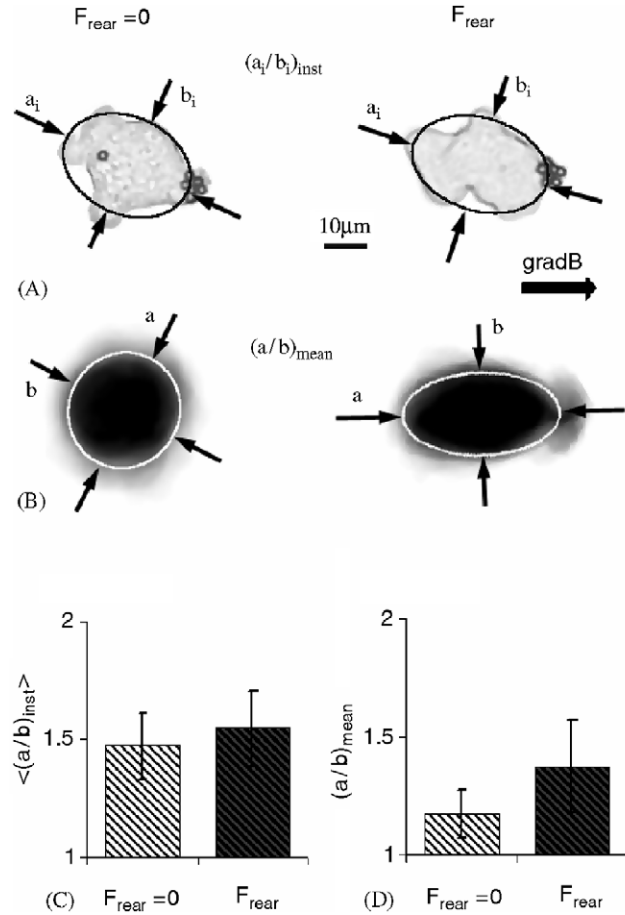 F_rear = 0
F_rear
(a_i/b_i)_inst
a_i
b_i
a_i
b_i
10μm
gradB
(A)
a
b
(a/b)_mean
b
a
(B)
2
1.5
1
<(a/b)_inst>
F_rear = 0
F_rear
(C)
2
1.5
1
(a/b)_mean
F_rear = 0
F_rear
(D)